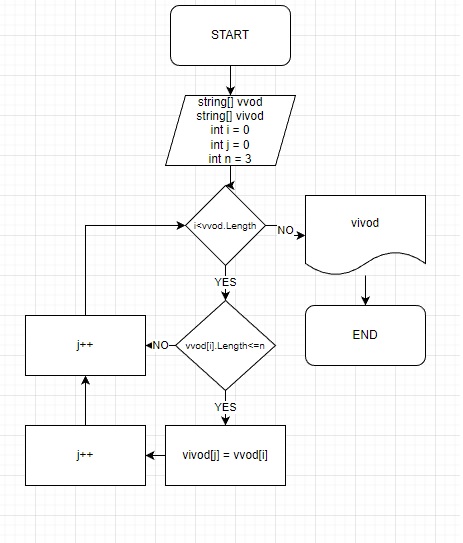 START
string[] vvod
string[] vivod
int i = 0
int j = 0
int n = 3
i<vvod.Length
NO
vivod
YES
END
j++
NO
vvod[i].Length<=n
YES
j++
vivod[j] = vvod[i]